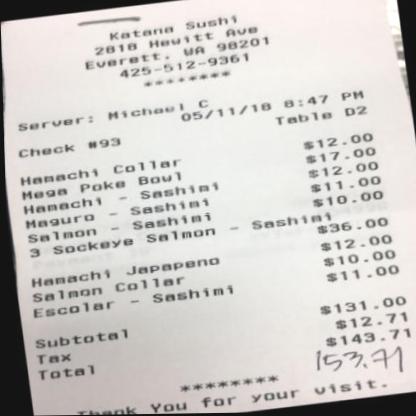 Katana Sushi
2818 Hewitt Ave
Everett, WA 98201
425-512-9361
********
Server: Michael C
05/11/18 8:47 PM
Check #93 Table D2
Hamachi Collar $12.00
Mega Poke Bowl $17.00
Hamachi - Sashimi $12.00
Maguro - Sashimi $11.00
Salmon - Sashimi $10.00
3 Sockeye Salmon - Sashimi
$36.00
Hamachi Japapeno $12.00
Salmon Collar $10.00
Escolar - Sashimi $11.00
Subtotal $131.00
Tax $12.71
Total $143.71
153.71
********
Thank You for your visit.